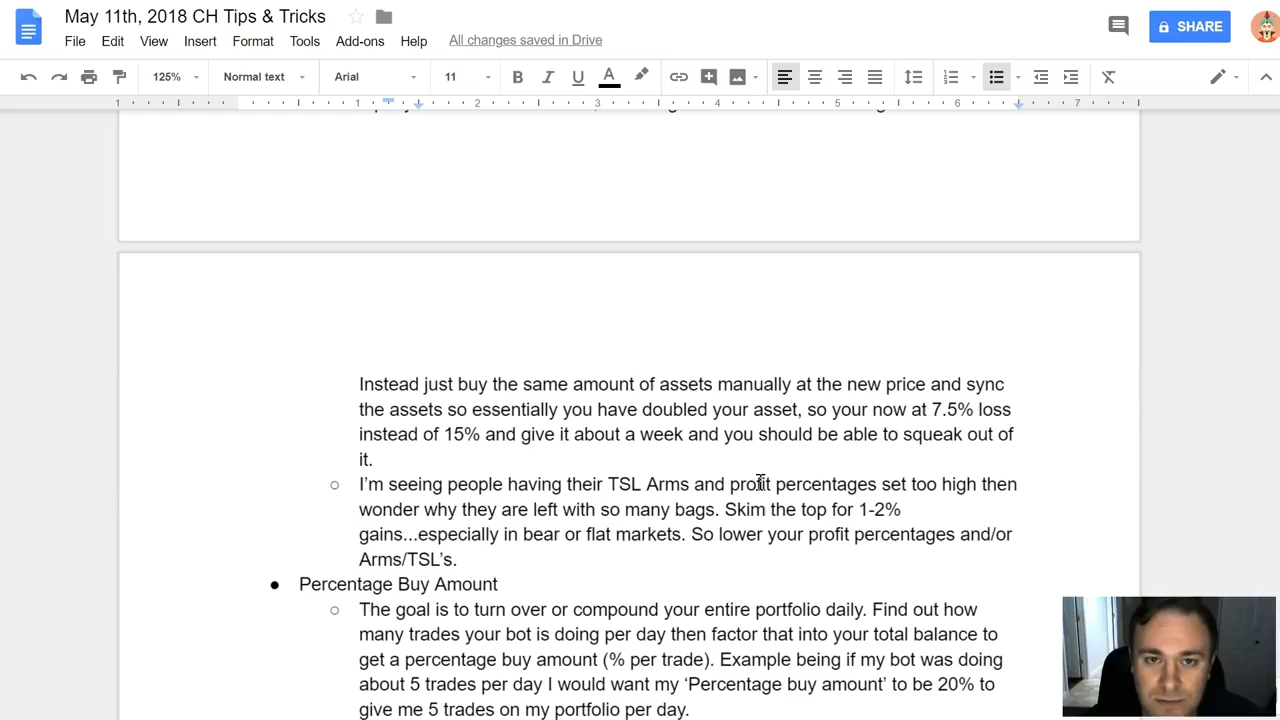 May 11th, 2018 CH Tips & Tricks
File Edit View Insert Format Tools Add-ons Help All changes saved in Drive
SHARE
125% Normal text Arial 11 B I U A
1 1 2 3 4 5 6 7
Instead just buy the same amount of assets manually at the new price and sync
the assets so essentially you have doubled your asset, so your now at 7.5% loss
instead of 15% and give it about a week and you should be able to squeak out of
it.
○ I’m seeing people having their TSL Arms and profit percentages set too high then
wonder why they are left with so many bags. Skim the top for 1-2%
gains...especially in bear or flat markets. So lower your profit percentages and/or
Arms/TSL’s.
● Percentage Buy Amount
○ The goal is to turn over or compound your entire portfolio daily. Find out how
many trades your bot is doing per day then factor that into your total balance to
get a percentage buy amount (% per trade). Example being if my bot was doing
about 5 trades per day I would want my ‘Percentage buy amount’ to be 20% to
give me 5 trades on my portfolio per day.